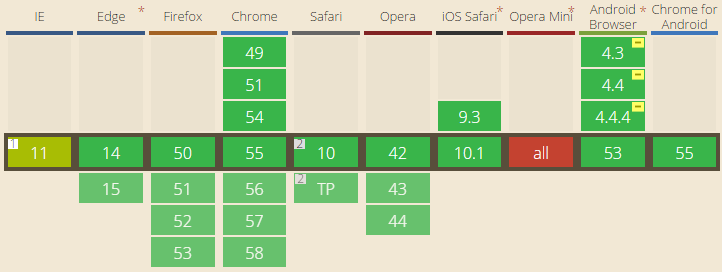 IE Edge * Firefox Chrome Safari Opera iOS Safari * Opera Mini * Android Browser * Chrome for Android
49 4.3 -
51 4.4 -
54 9.3 4.4.4 -
1 11 14 50 55 2 10 42 10.1 all 53 55
15 51 56 2 TP 43
52 57 44
53 58